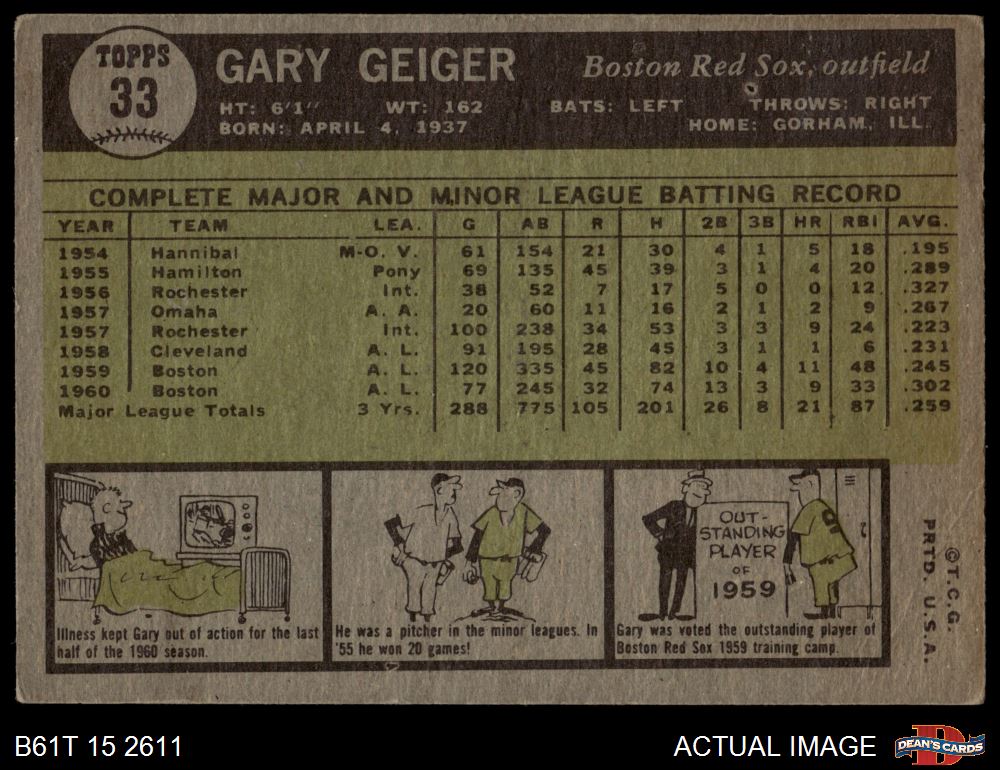 TOPPS
33
GARY GEIGER
Boston Red Sox, outfield
HT: 6'1" WT: 162 BATS: LEFT THROWS: RIGHT
BORN: APRIL 4, 1937 HOME: GORHAM, ILL.
COMPLETE MAJOR AND MINOR LEAGUE BATTING RECORD
YEAR TEAM LEA. G AB R H 2B 3B HR RBI AVG.
1954 Hannibal M-O. V. 61 154 21 30 4 1 5 18 .195
1955 Hamilton Pony 69 135 45 39 3 1 4 20 .289
1956 Rochester Int. 38 52 7 17 5 0 0 12 .327
1957 Omaha A. A. 20 60 11 16 2 1 2 9 .267
1957 Rochester Int. 100 238 34 53 3 3 9 24 .223
1958 Cleveland A. L. 91 195 28 45 3 1 1 6 .231
1959 Boston A. L. 120 335 45 82 10 4 11 48 .245
1960 Boston A. L. 77 245 32 74 13 3 9 33 .302
Major League Totals 3 Yrs. 288 775 105 201 26 8 21 87 .259
Illness kept Gary out of action for the last
half of the 1960 season.
He was a pitcher in the minor leagues. In
'55 he won 20 games!
OUT-
STANDING
PLAYER
OF
1959
Gary was voted the outstanding player of
Boston Red Sox 1959 training camp.
©T.C.G.
PRTD. U.S.A.
B61T 15 2611
ACTUAL IMAGE
DEAN'S CARDS